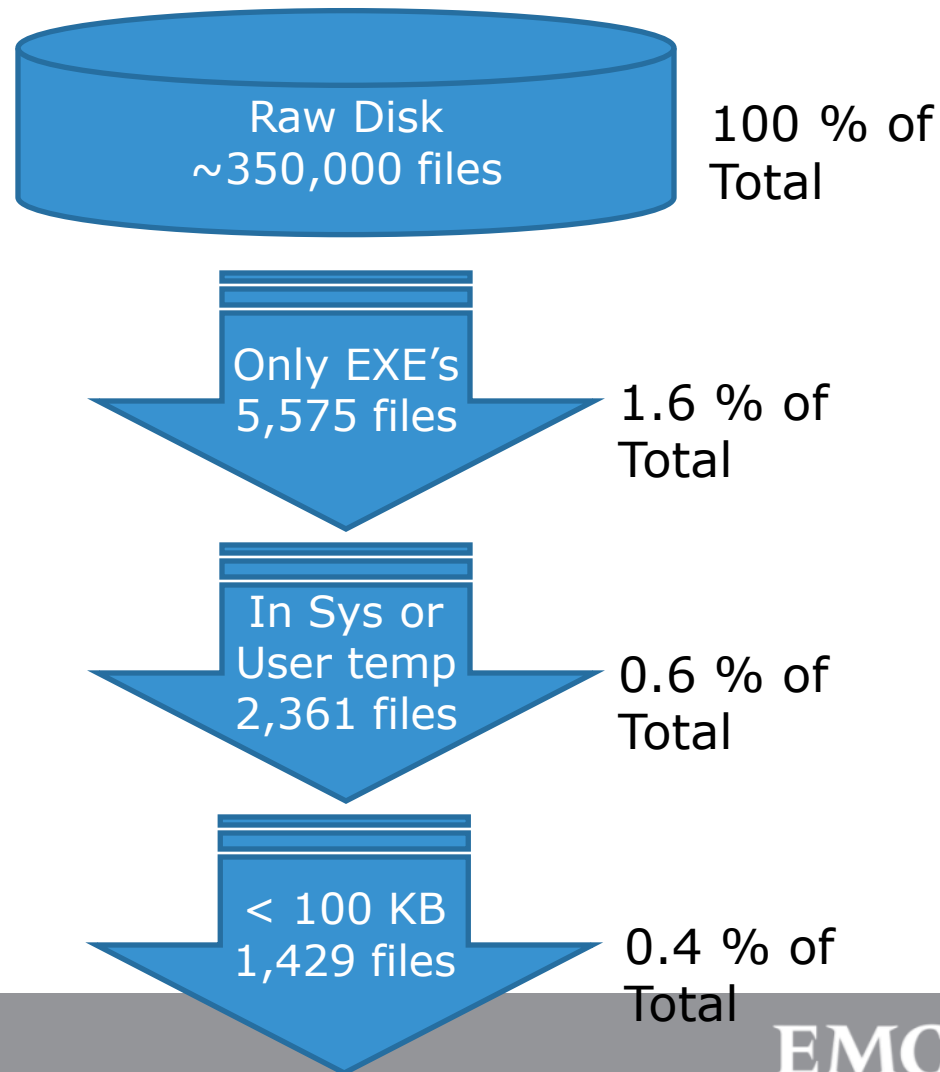 Raw Disk
~350,000 files
100 % of
Total
Only EXE’s
5,575 files
1.6 % of
Total
In Sys or
User temp
2,361 files
0.6 % of
Total
< 100 KB
1,429 files
0.4 % of
Total